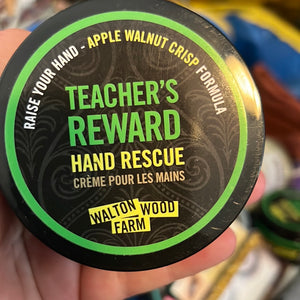 RAISE YOUR HAND - APPLE WALNUT CRISP FORMULA
TEACHER'S
REWARD
HAND RESCUE
CRÈME POUR LES MAINS
WALTON WOOD
FARM